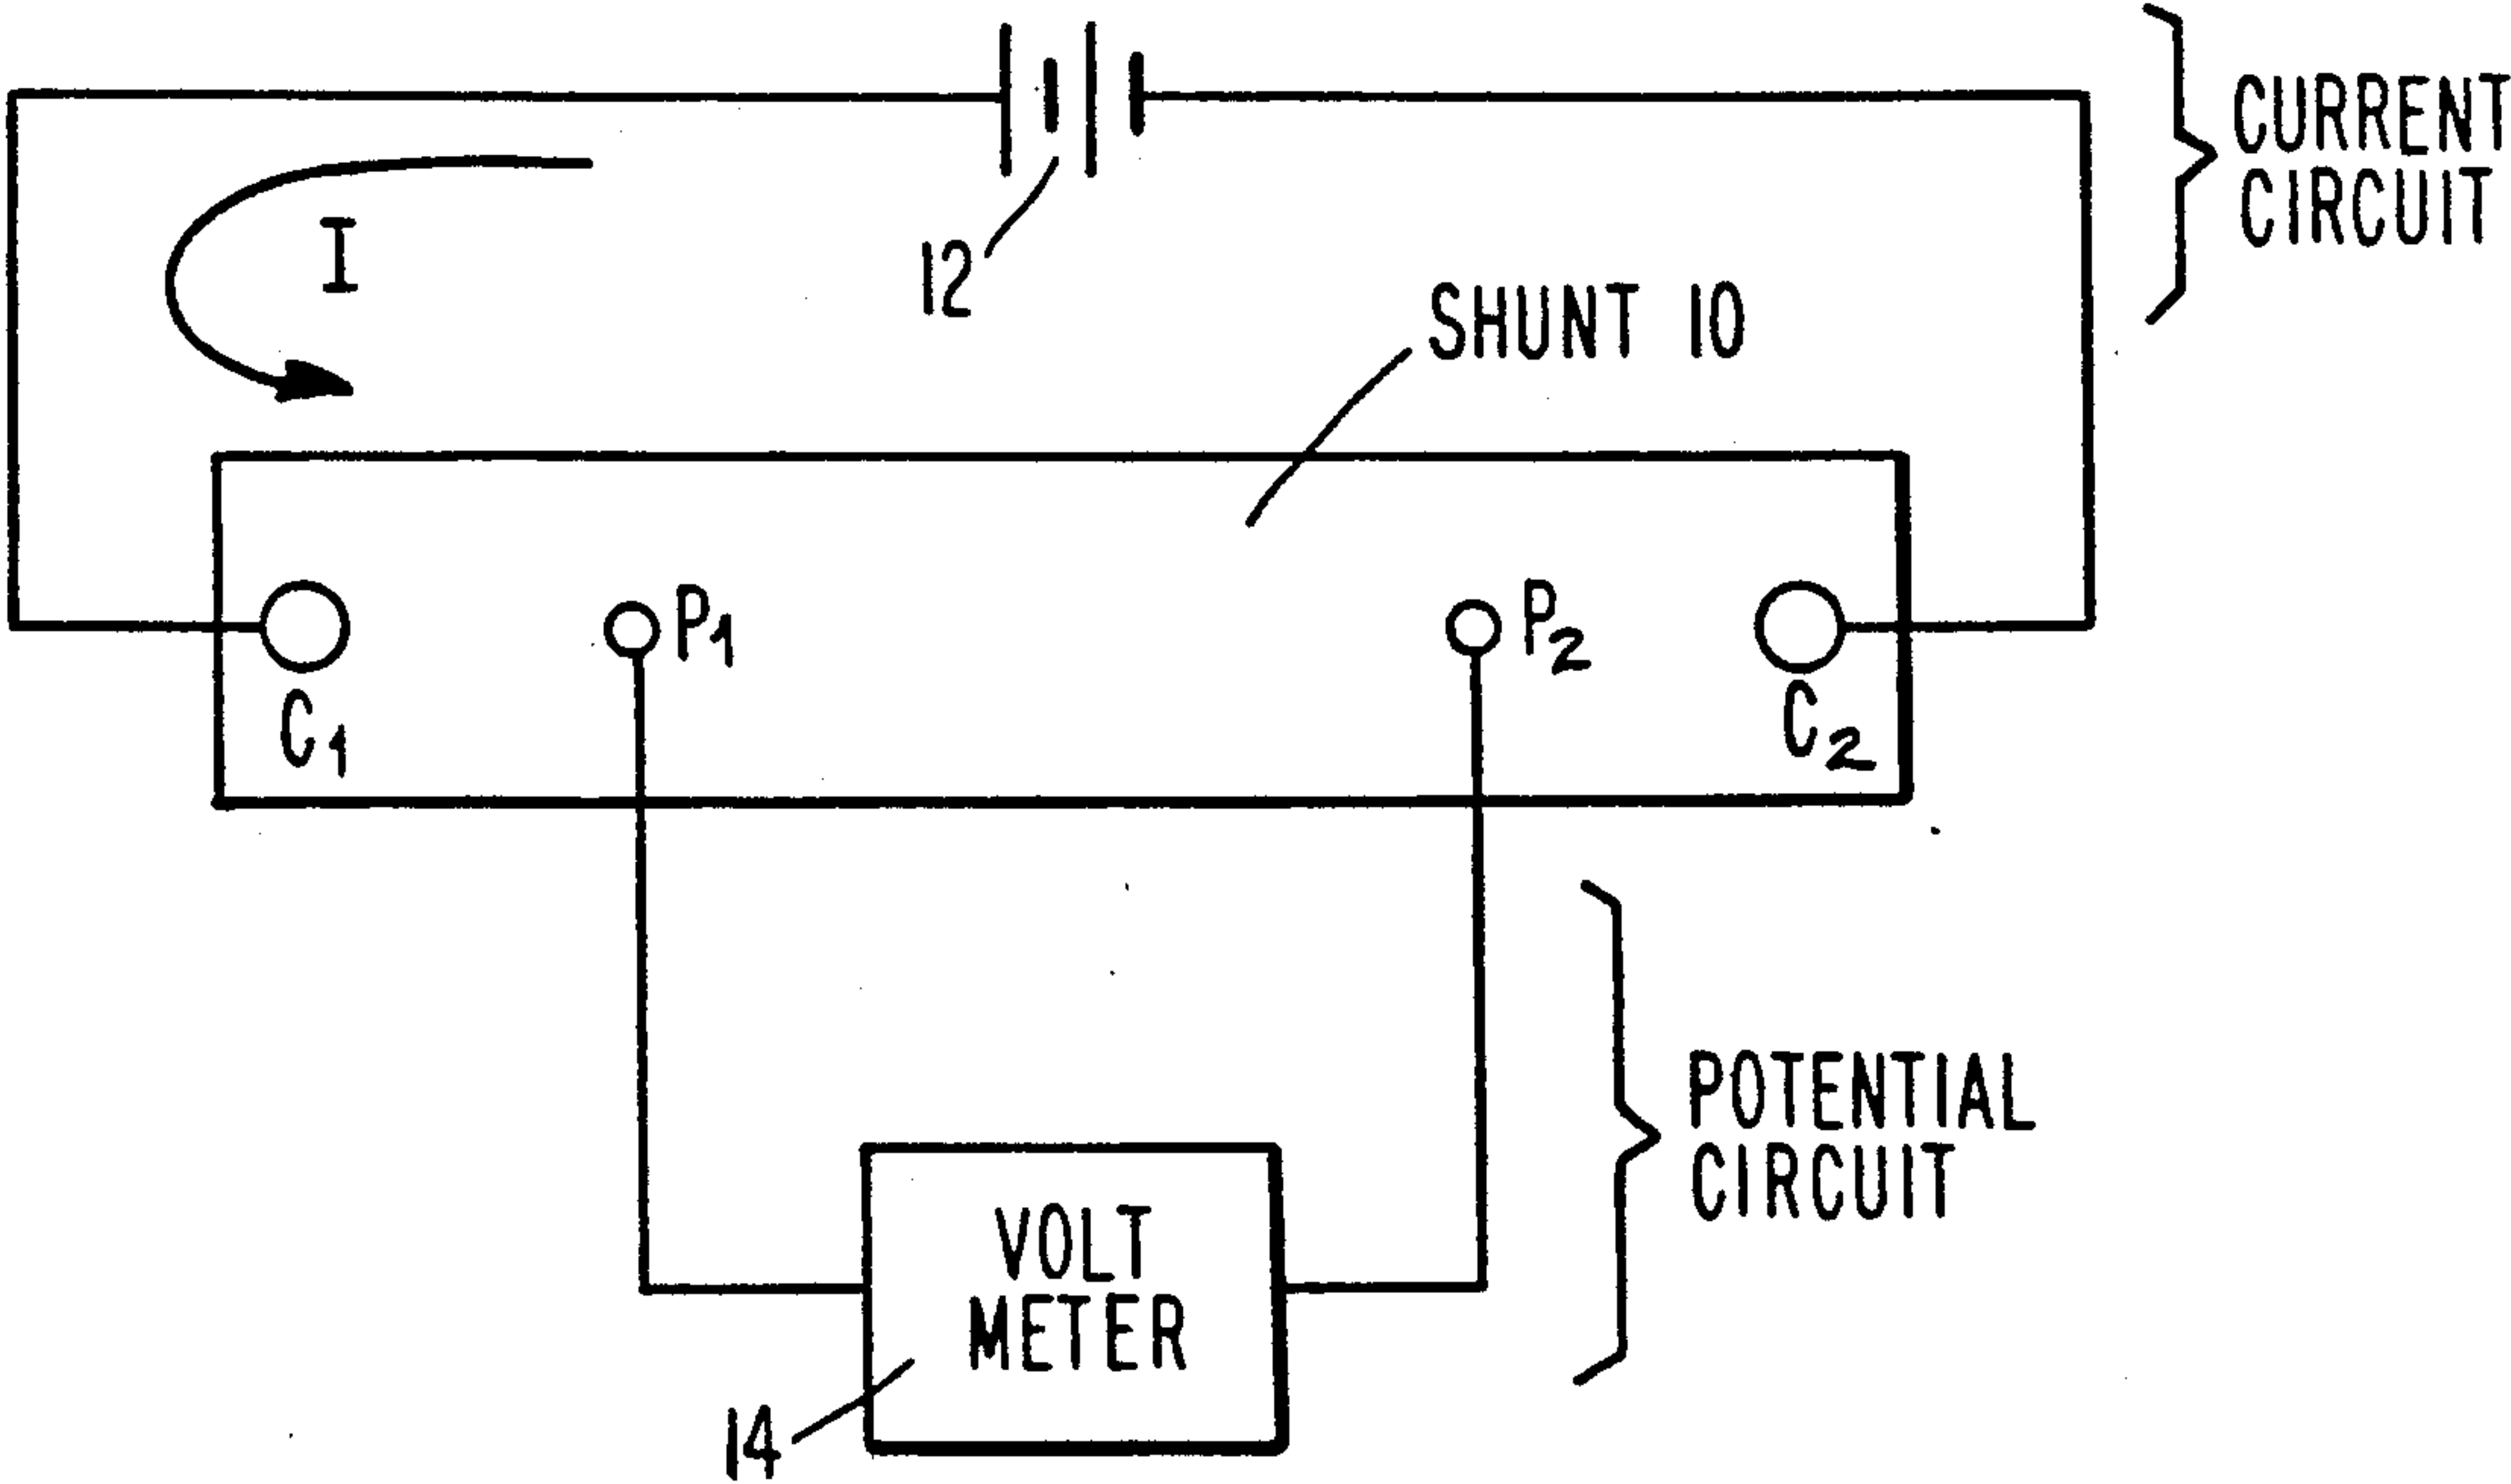 CURRENT
CIRCUIT
I
12
SHUNT 10
P1
P2
C1
C2
POTENTIAL
CIRCUIT
VOLT
METER
14